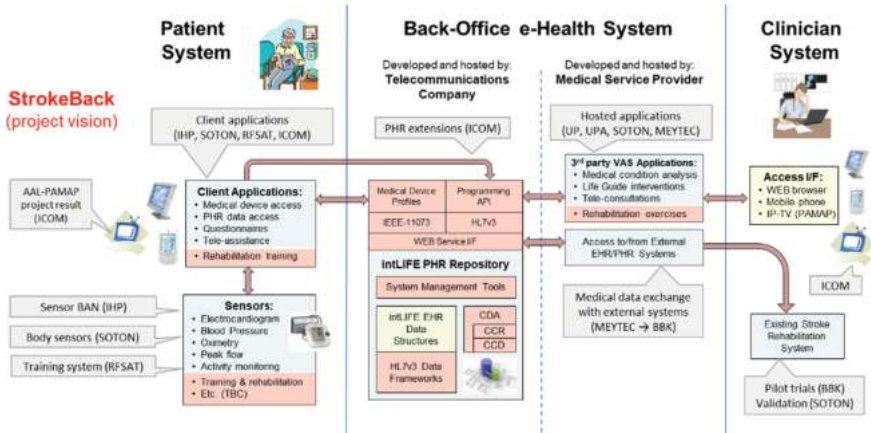 Patient
System
Back-Office e-Health System
Clinician
System
StrokeBack
(project vision)
Developed and hosted by:
Telecommunications
Company
Developed and hosted by:
Medical Service Provider
Client applications
(IHP, SOTON, RFSAT, ICOM)
PHR extensions (ICOM)
Hosted applications
(UP, UPA, SOTON, MEYTEC)
AAL-PAMAP
project result
(ICOM)
Client Applications:
• Medical device access
• PHR data access
• Questionnaires
• Tele-assistance
• Rehabilitation training
Medical Device
Profiles
Programming
API
IEEE-11073
HL7v3
WEB Service I/F
3rd party VAS Applications:
• Medical condition analysis
• Life Guide interventions
• Tele-consultations
• Rehabilitation exercises
Access I/F:
• WEB browser
• Mobile phone
• IP-TV (PAMAP)
ICOM
intLIFE PHR Repository
System Management Tools
intLIFE EHR
Data
Structures
HL7v3 Data
Frameworks
CDA
CCR
CCD
Access to/from External
EHR/PHR Systems
Medical data exchange
with external systems
(MEYTEC → BBK)
Sensor BAN (IHP)
Body sensors (SOTON)
Training system (RFSAT)
Sensors:
• Electrocardiogram
• Blood Pressure
• Oximetry
• Peak flow
• Activity monitoring
• Training & rehabilitation
• Etc. (TBC)
Existing Stroke
Rehabilitation
System
Pilot trials (BBK)
Validation (SOTON)